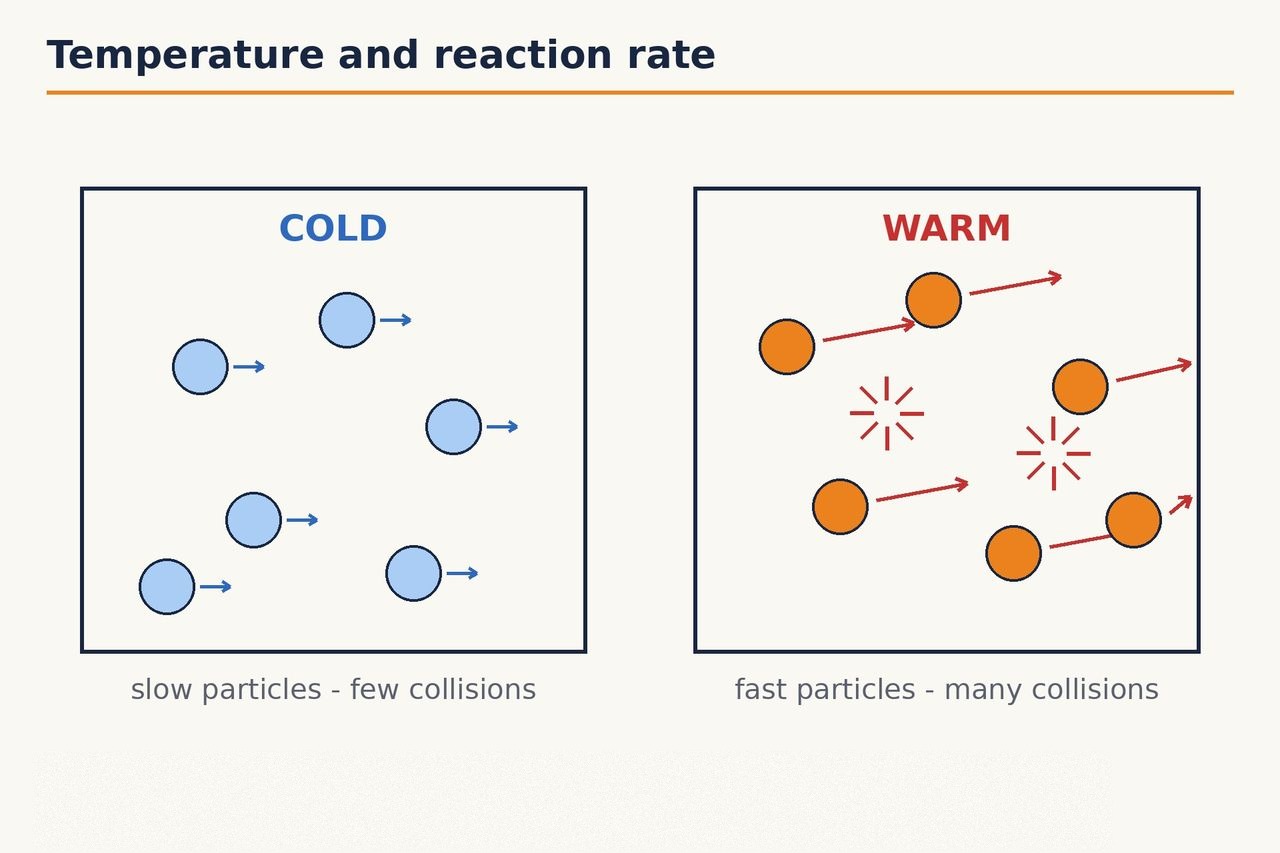 Temperature and reaction rate
COLD
WARM
slow particles - few collisions
fast particles - many collisions